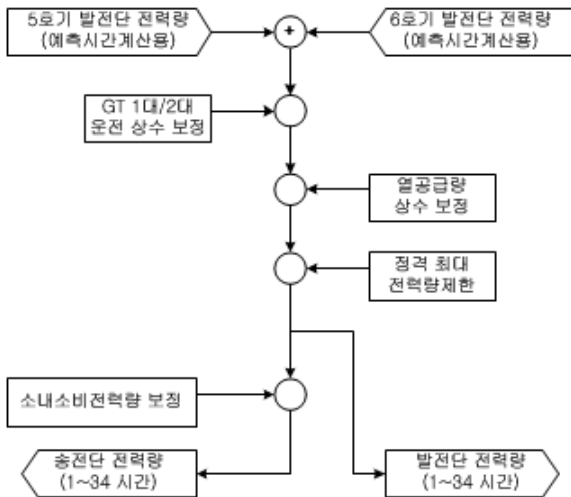 5호기 발전단 전력량
(예측시간계산용)
+
6호기 발전단 전력량
(예측시간계산용)
GT 1대/2대
운전 상수 보정
열공급량
상수 보정
정격 최대
전력량제한
소내소비전력량 보정
송전단 전력량
(1~34 시간)
발전단 전력량
(1~34 시간)